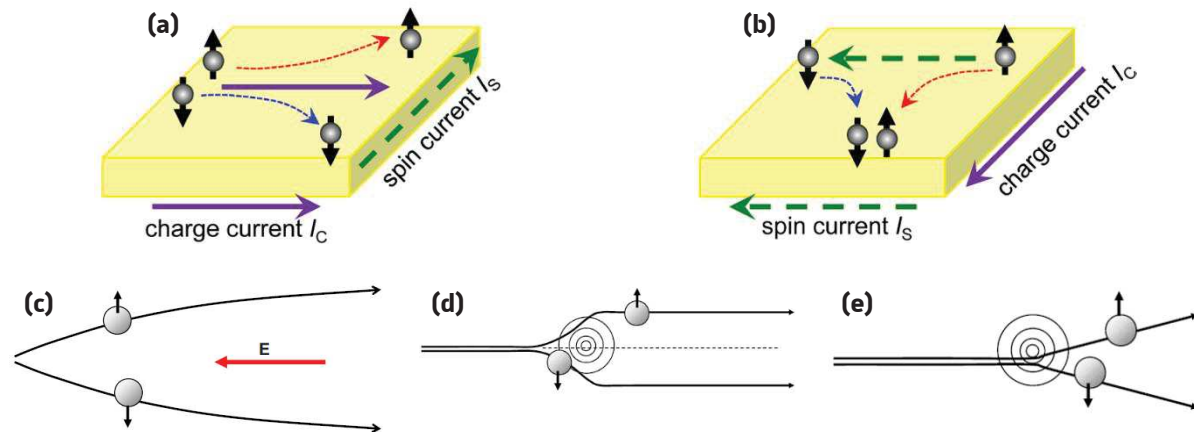 (a)
spin current I_S
charge current I_C
(b)
charge current I_C
spin current I_S
(c)
E
(d)
(e)